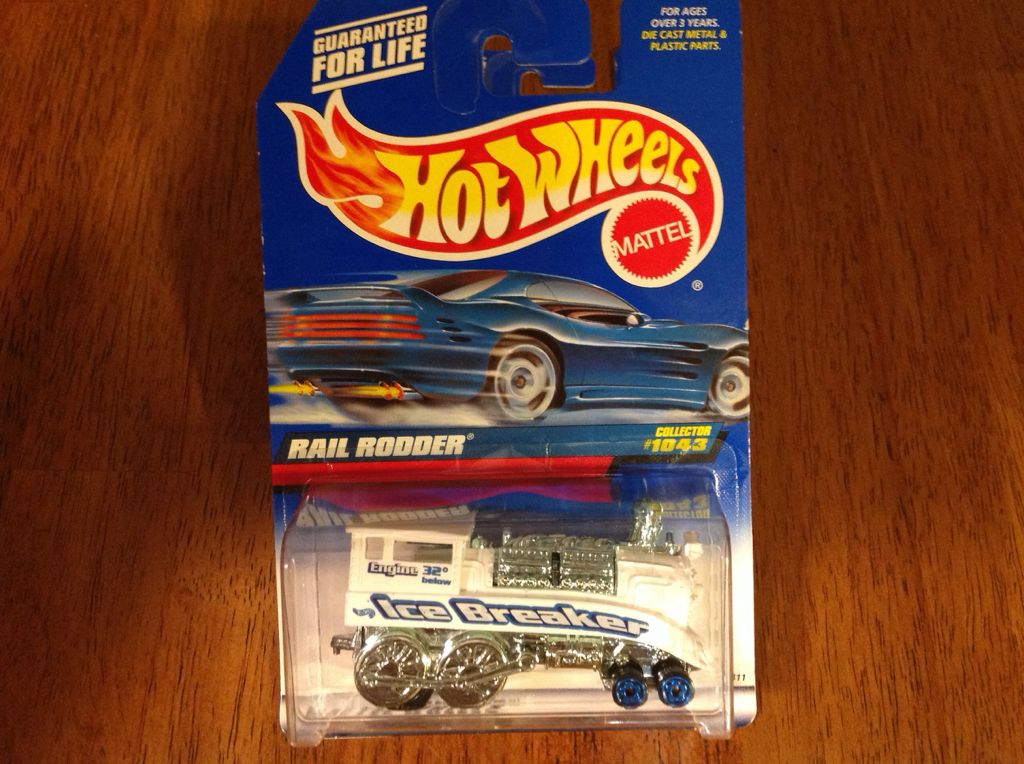 GUARANTEED
FOR LIFE
FOR AGES
OVER 3 YEARS.
DIE CAST METAL &
PLASTIC PARTS.
HOT WHEELS
MATTEL
®
RAIL RODDER®
COLLECTOR
#1043
Engine 32°
below
Ice Breaker